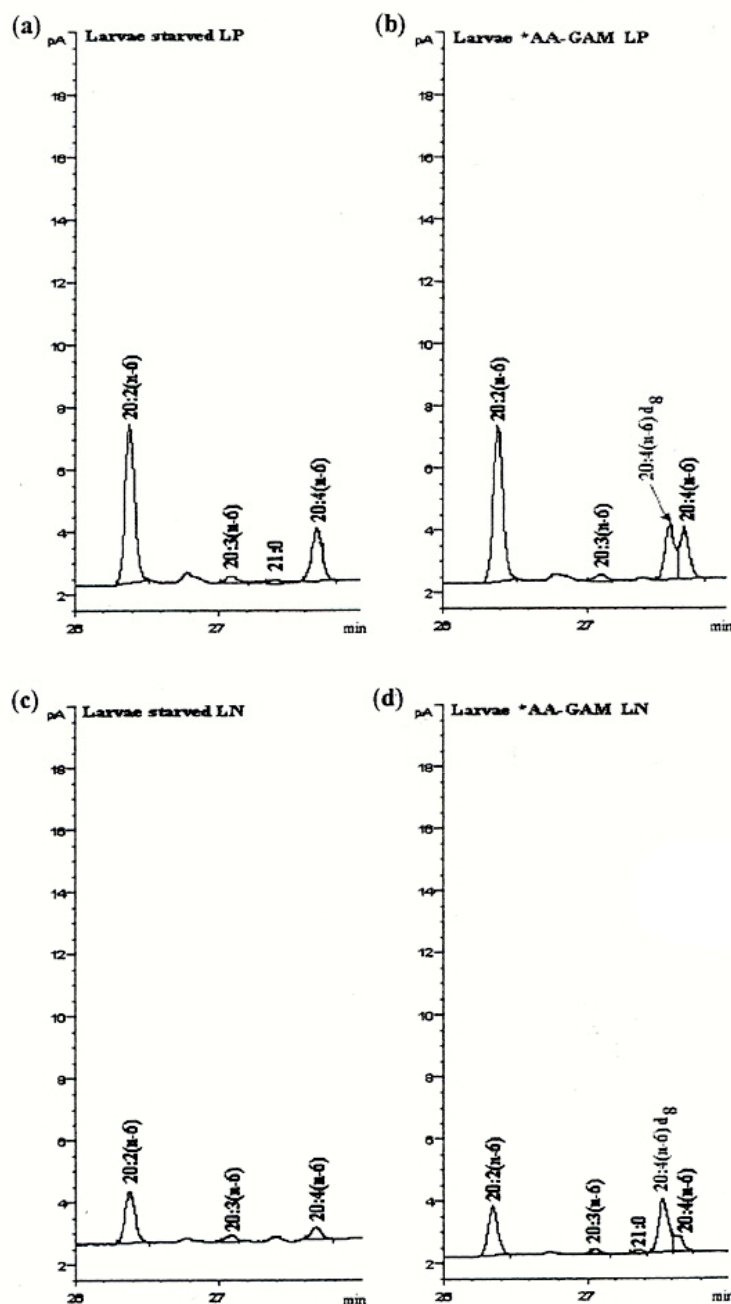 (a)
Larvae starved LP
pA
18
16
14
12
10
8
6
4
2
20:2(n-6)
20:3(n-6)
21:0
20:4(n-6)
26
27
min
(b)
Larvae *AA-GAM LP
pA
18
16
14
12
10
8
6
4
2
20:2(n-6)
20:3(n-6)
20:4(n-6) d8
20:4(n-6)
26
27
min
(c)
Larvae starved LN
pA
18
16
14
12
10
8
6
4
2
20:2(n-6)
20:3(n-6)
20:4(n-6)
26
27
min
(d)
Larvae *AA-GAM LN
pA
18
16
14
12
10
8
6
4
2
20:2(n-6)
20:3(n-6)
21:0
20:4(n-6) d8
20:4(n-6)
26
27
min